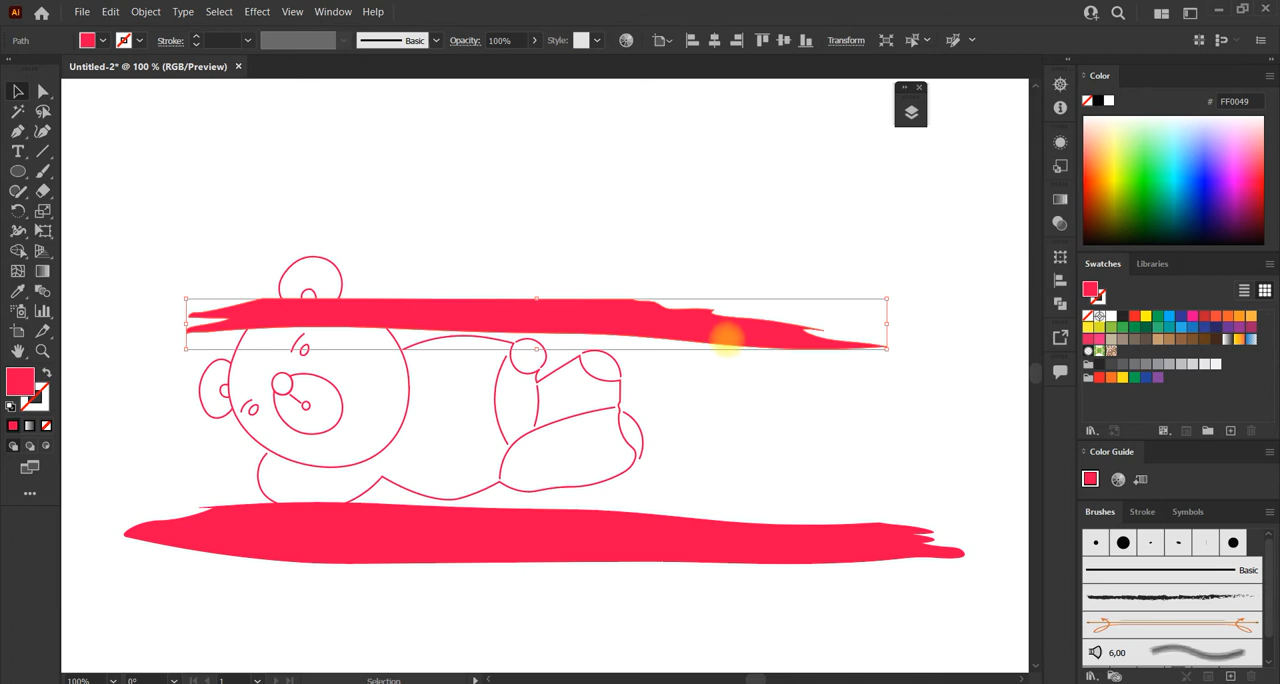 Ai File Edit Object Type Select Effect View Window Help
Path Stroke: Basic Opacity: 100% Style: Transform
Untitled-2* @ 100 % (RGB/Preview) ×
Color
# FF0049
Swatches Libraries
Color Guide
Brushes Stroke Symbols
Basic
6,00
100% 0° 1 Selection